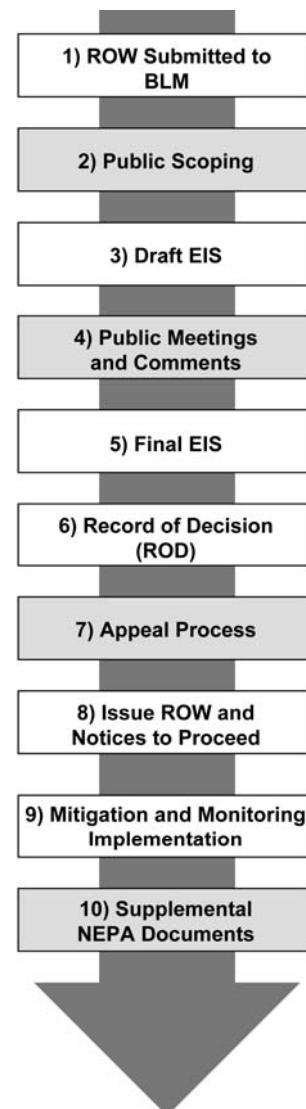 1) ROW Submitted to
BLM
2) Public Scoping
3) Draft EIS
4) Public Meetings
and Comments
5) Final EIS
6) Record of Decision
(ROD)
7) Appeal Process
8) Issue ROW and
Notices to Proceed
9) Mitigation and Monitoring
Implementation
10) Supplemental
NEPA Documents